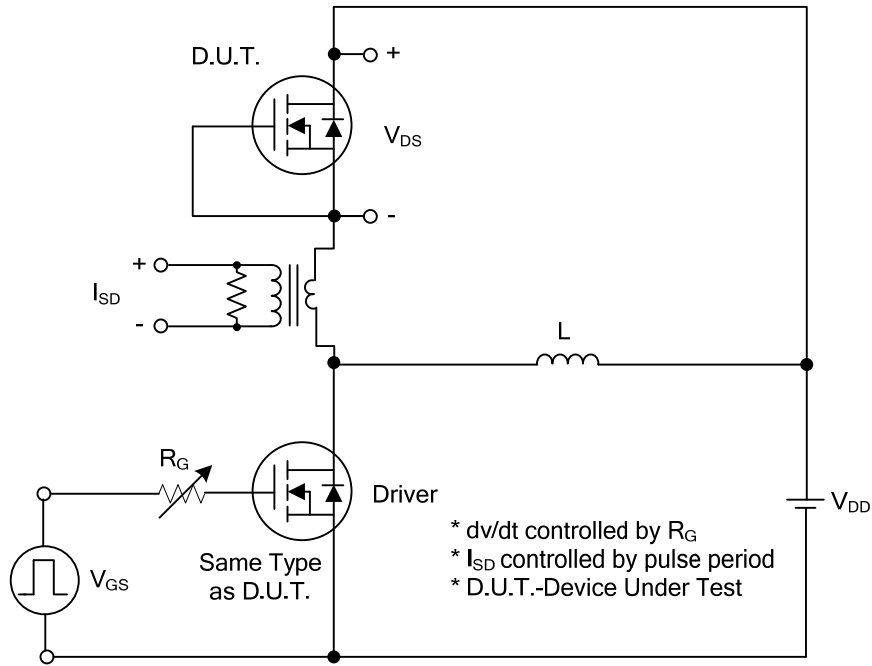 D.U.T.
+
V_DS
-
+
I_SD
-
L
R_G
Driver
V_DD
* dv/dt controlled by R_G
* I_SD controlled by pulse period
* D.U.T.-Device Under Test
Same Type
as D.U.T.
V_GS